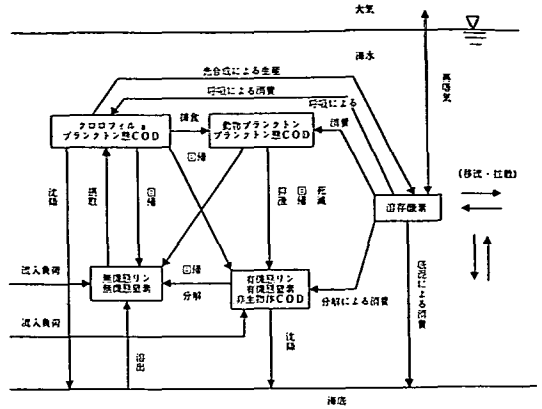 大気
海水
再曝気
光合成による生産
呼吸による消費
呼吸による
消費
クロロフィルa
プランクトン態COD
捕食
動物プランクトン
プランクトン態COD
回帰
沈降
摂取
回帰
排泄
回帰
死滅
溶存酸素
(移流・拡散)
流入負荷
無機態リン
無機態窒素
回帰
分解
有機態リン
有機態窒素
非生物体COD
分解による消費
底泥による消費
流入負荷
溶出
沈降
海底